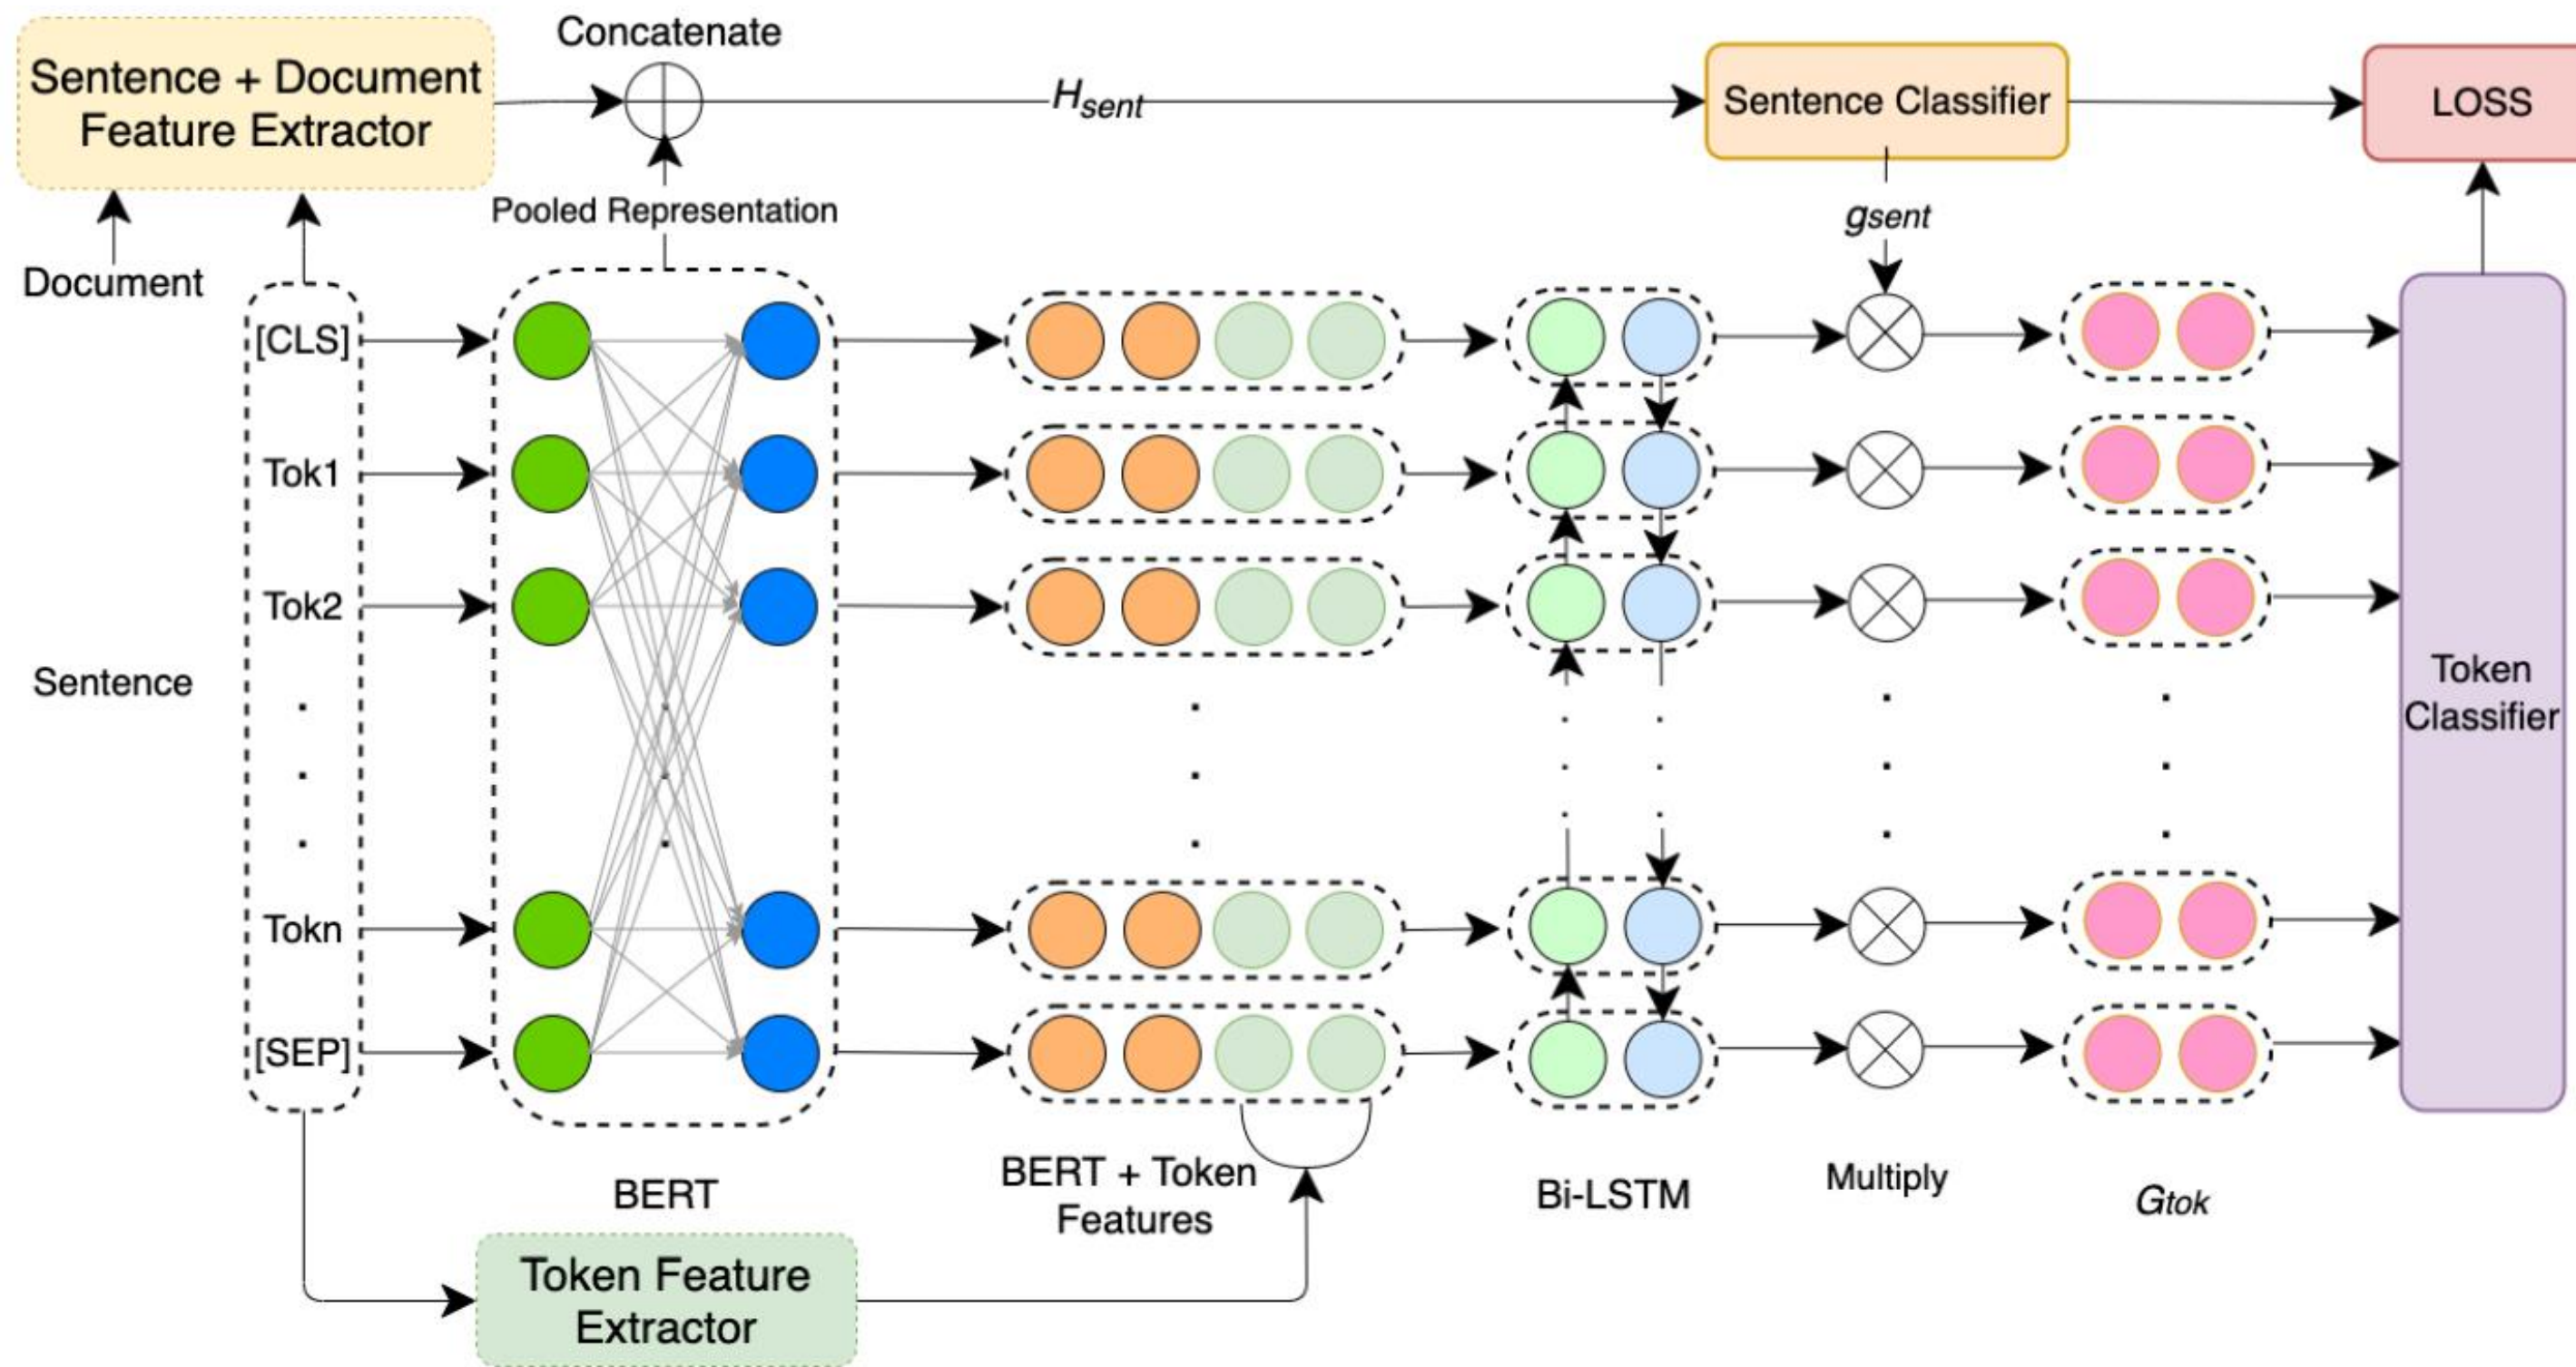 Concatenate
Sentence + Document
Feature Extractor
Hsent
Sentence Classifier
LOSS
Pooled Representation
gsent
Document
[CLS]
Tok1
Tok2
Sentence
Token
Classifier
Tokn
[SEP]
BERT
BERT + Token
Features
Bi-LSTM
Multiply
Gtok
Token Feature
Extractor